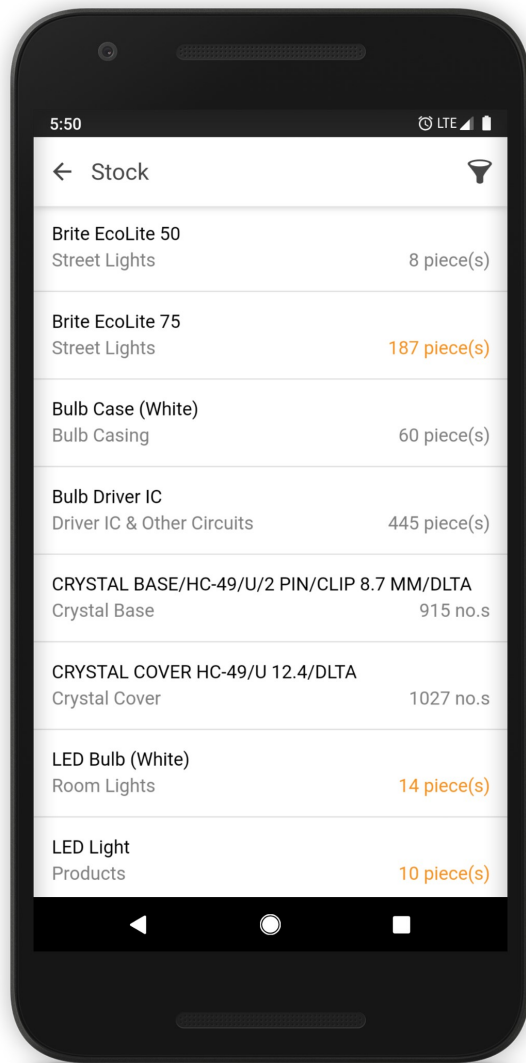 5:50 LTE
Stock
Brite EcoLite 50
Street Lights 8 piece(s)
Brite EcoLite 75
Street Lights 187 piece(s)
Bulb Case (White)
Bulb Casing 60 piece(s)
Bulb Driver IC
Driver IC & Other Circuits 445 piece(s)
CRYSTAL BASE/HC-49/U/2 PIN/CLIP 8.7 MM/DLTA
Crystal Base 915 no.s
CRYSTAL COVER HC-49/U 12.4/DLTA
Crystal Cover 1027 no.s
LED Bulb (White)
Room Lights 14 piece(s)
LED Light
Products 10 piece(s)